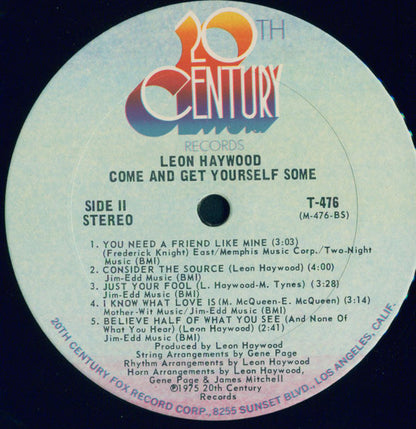 20TH
CENTURY
RECORDS
LEON HAYWOOD
COME AND GET YOURSELF SOME
SIDE II
STEREO
T-476
(M-476-BS)
1. YOU NEED A FRIEND LIKE MINE (3:03)
(Frederick Knight) East/Memphis Music Corp./Two-Night
Music (BMI)
2. CONSIDER THE SOURCE (Leon Haywood) (4:00)
Jim-Edd Music (BMI)
3. JUST YOUR FOOL (L. Haywood-M. Tynes) (3:28)
Jim-Edd Music (BMI)
4. I KNOW WHAT LOVE IS (M. McQueen-E. McQueen) (3:14)
Mother-Wit Music/Jim-Edd Music (BMI)
5. BELIEVE HALF OF WHAT YOU SEE (And None Of
What You Hear) (Leon Haywood) (2:41)
Jim-Edd Music (BMI)
Produced by Leon Haywood
String Arrangements by Gene Page
Rhythm Arrangements by Leon Haywood
Horn Arrangements by Leon Haywood,
Gene Page & James Mitchell
℗1975 20th Century
Records
20TH CENTURY FOX RECORD CORP., 8255 SUNSET BLVD., LOS ANGELES, CALIF.